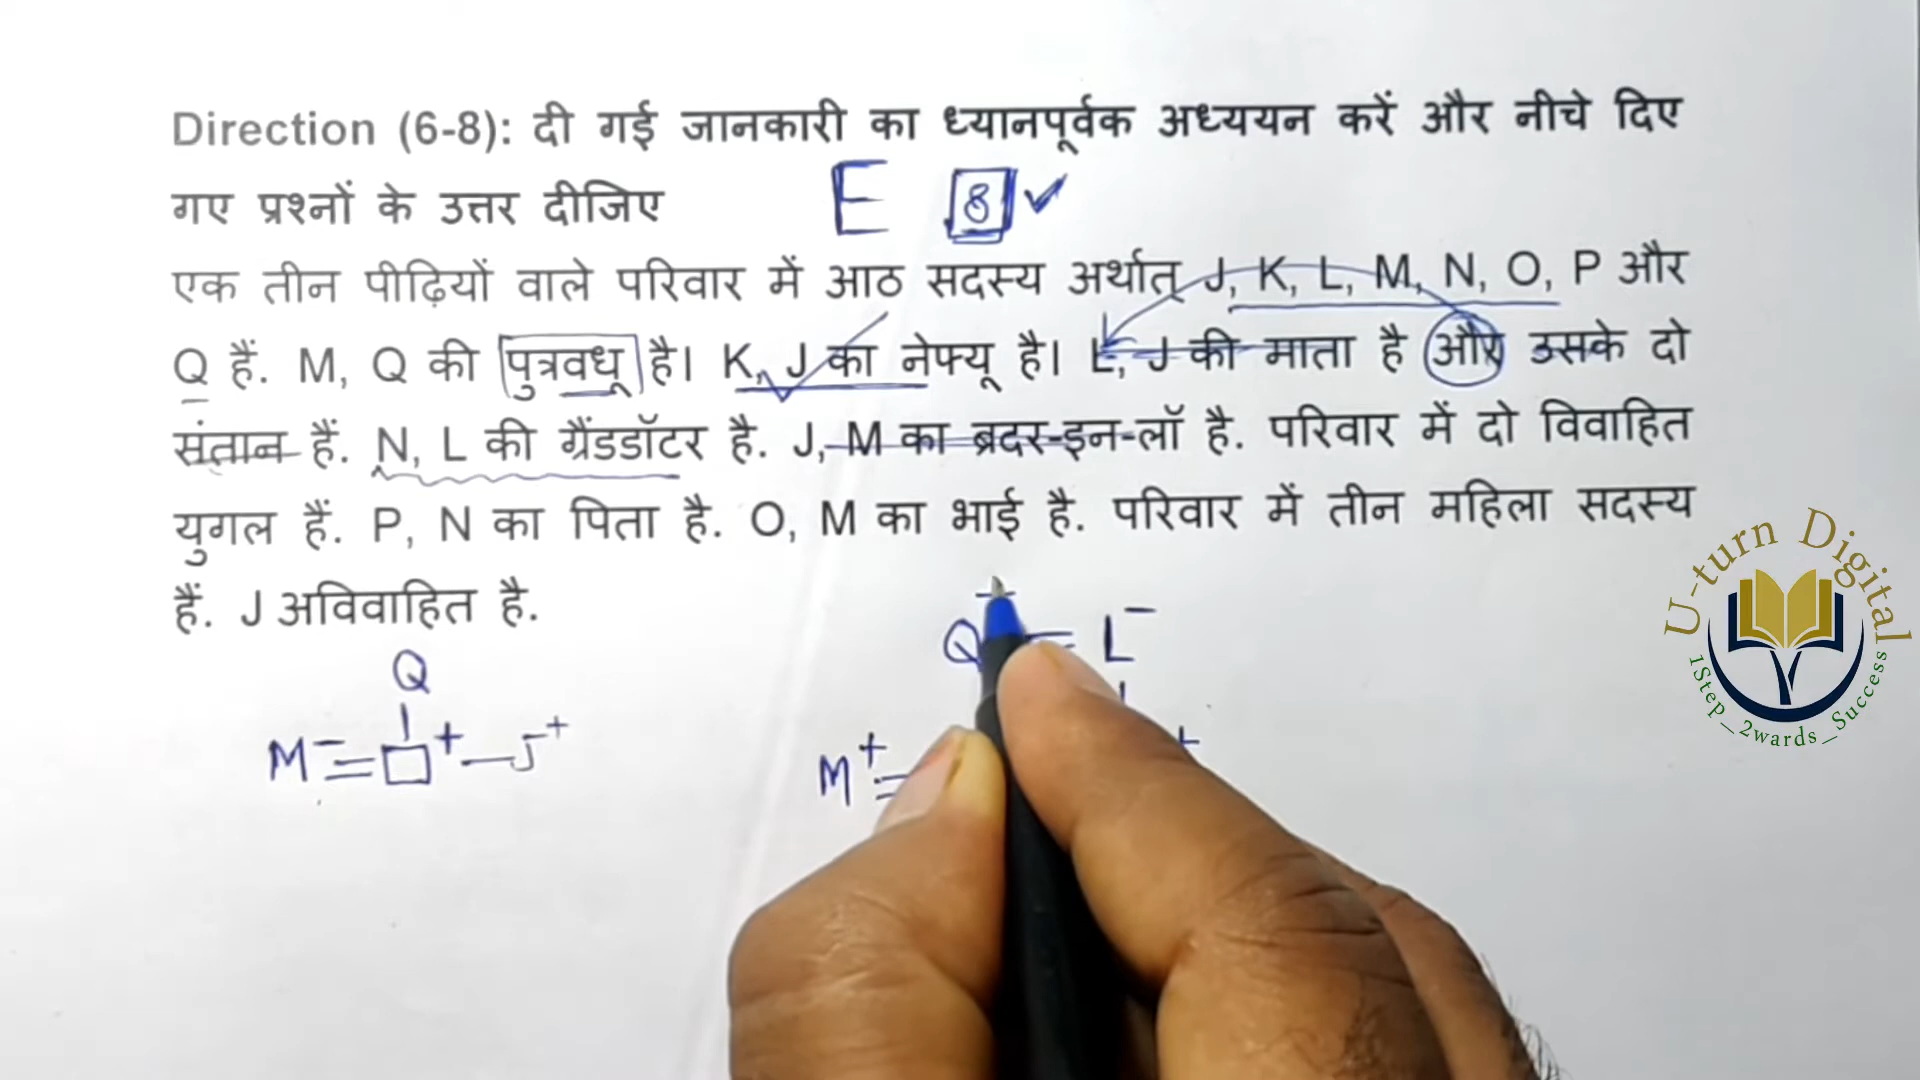 Direction (6-8): दी गई जानकारी का ध्यानपूर्वक अध्ययन करें और नीचे दिए
गए प्रश्नों के उत्तर दीजिए E 8
एक तीन पीढ़ियों वाले परिवार में आठ सदस्य अर्थात् J, K, L, M, N, O, P और
Q हैं. M, Q की पुत्रवधू है। K, J का नेफ्यू है। L, J की माता है और उसके दो
संतान हैं. N, L की ग्रैंडडॉटर है. J, M का ब्रदर-इन-लॉ है. परिवार में दो विवाहित
युगल हैं. P, N का पिता है. O, M का भाई है. परिवार में तीन महिला सदस्य
हैं. J अविवाहित है.
Q = L⁻
Q
M⁻ = □⁺ — J⁺
M⁺ =
U-turn Digital
1Step_2wards_Success